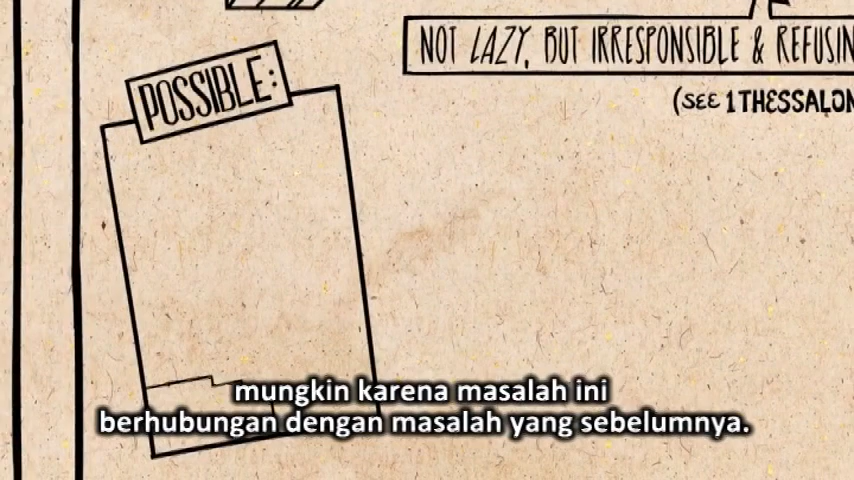 NOT LAZY, BUT IRRESPONSIBLE & REFUSIN
(SEE 1 THESSALON
POSSIBLE:
mungkin karena masalah ini
berhubungan dengan masalah yang sebelumnya.